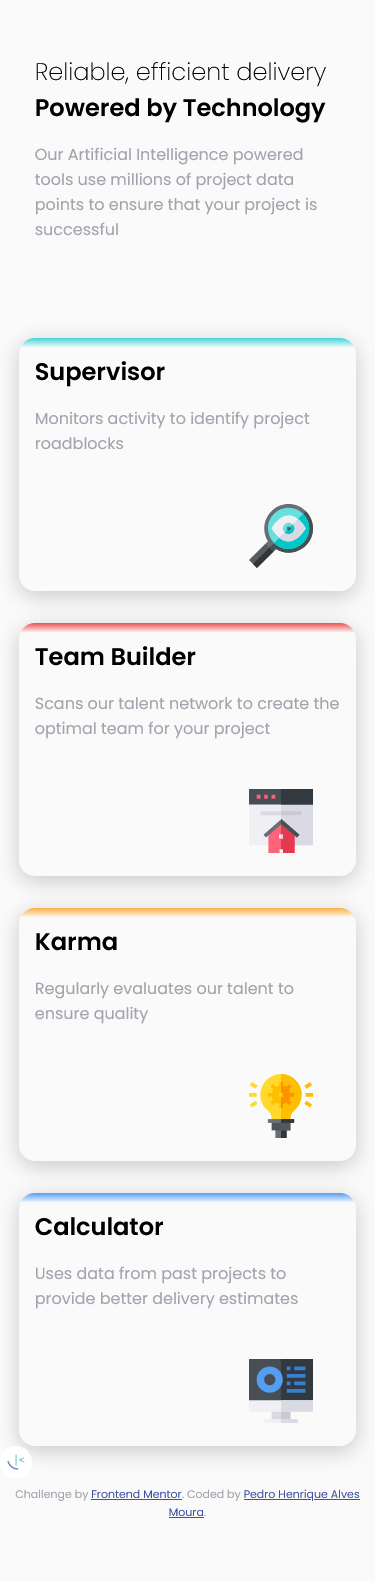 Reliable, efficient delivery
Powered by Technology
Our Artificial Intelligence powered
tools use millions of project data
points to ensure that your project is
successful
Supervisor
Monitors activity to identify project
roadblocks
Team Builder
Scans our talent network to create the
optimal team for your project
Karma
Regularly evaluates our talent to
ensure quality
Calculator
Uses data from past projects to
provide better delivery estimates
Challenge by Frontend Mentor. Coded by Pedro Henrique Alves
Moura.